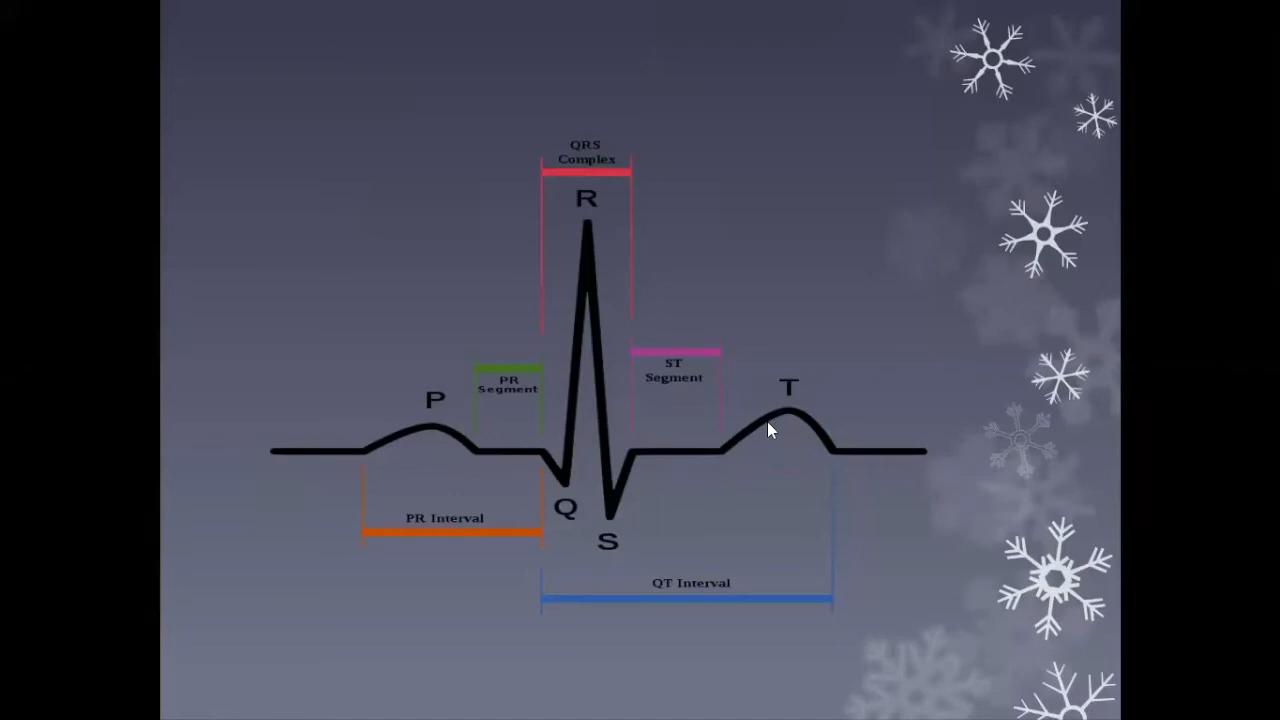 QRS
Complex
R
ST
Segment
PR
Segment
P
T
Q
PR Interval
S
QT Interval